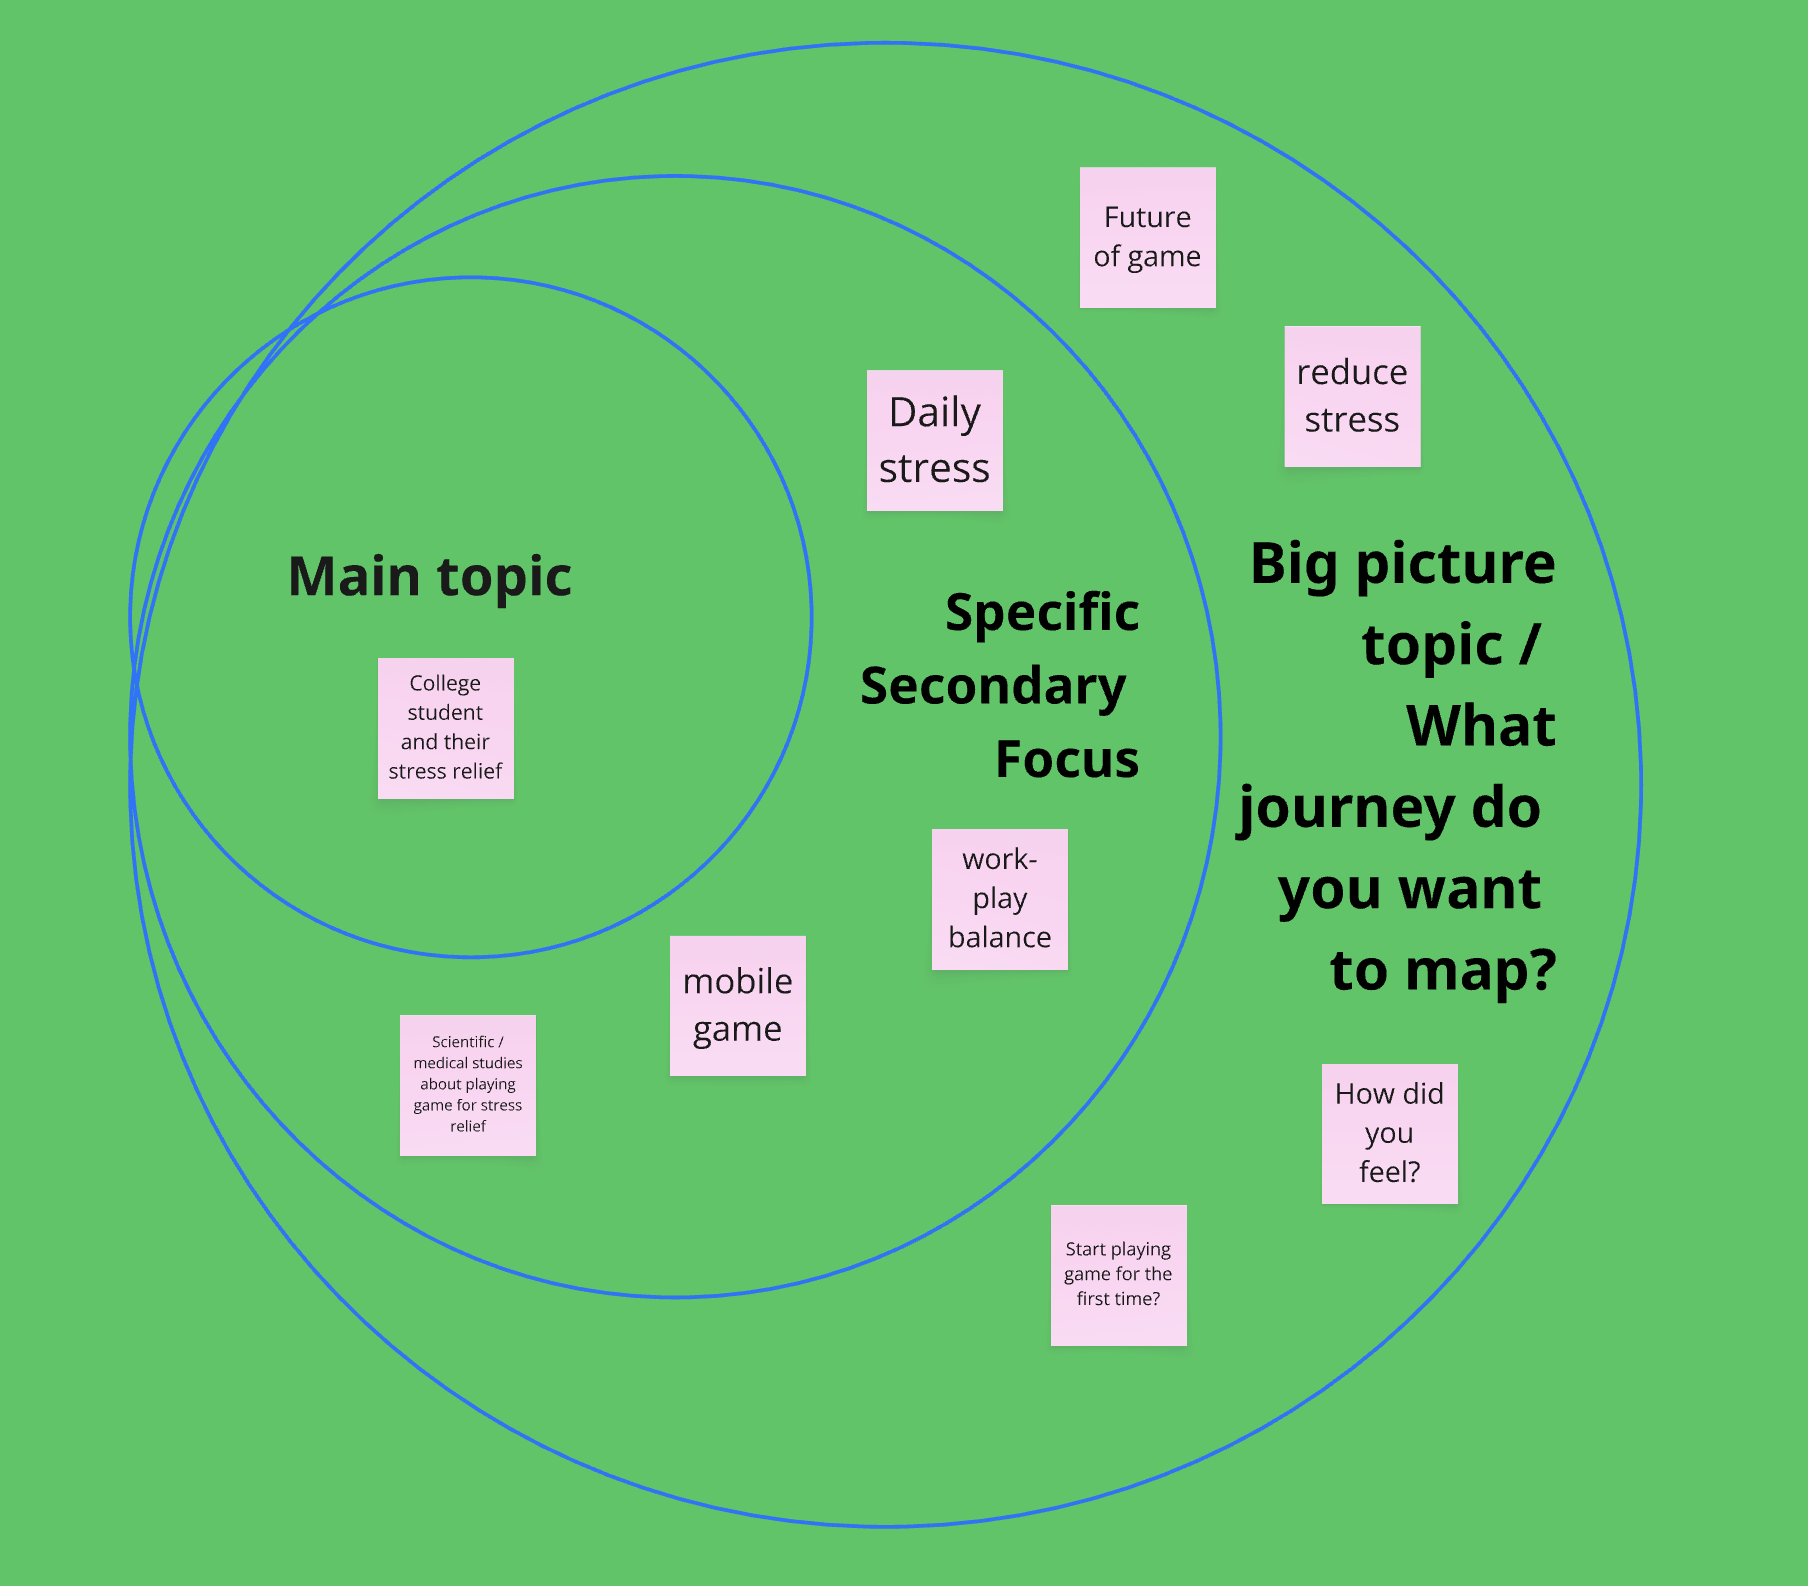 Future
of game
reduce
stress
Daily
stress
Main topic
College
student
and their
stress relief
Specific
Secondary
Focus
Big picture
topic /
What
journey do
you want
to map?
work-
play
balance
mobile
game
Scientific /
medical studies
about playing
game for stress
relief
How did
you
feel?
Start playing
game for the
first time?